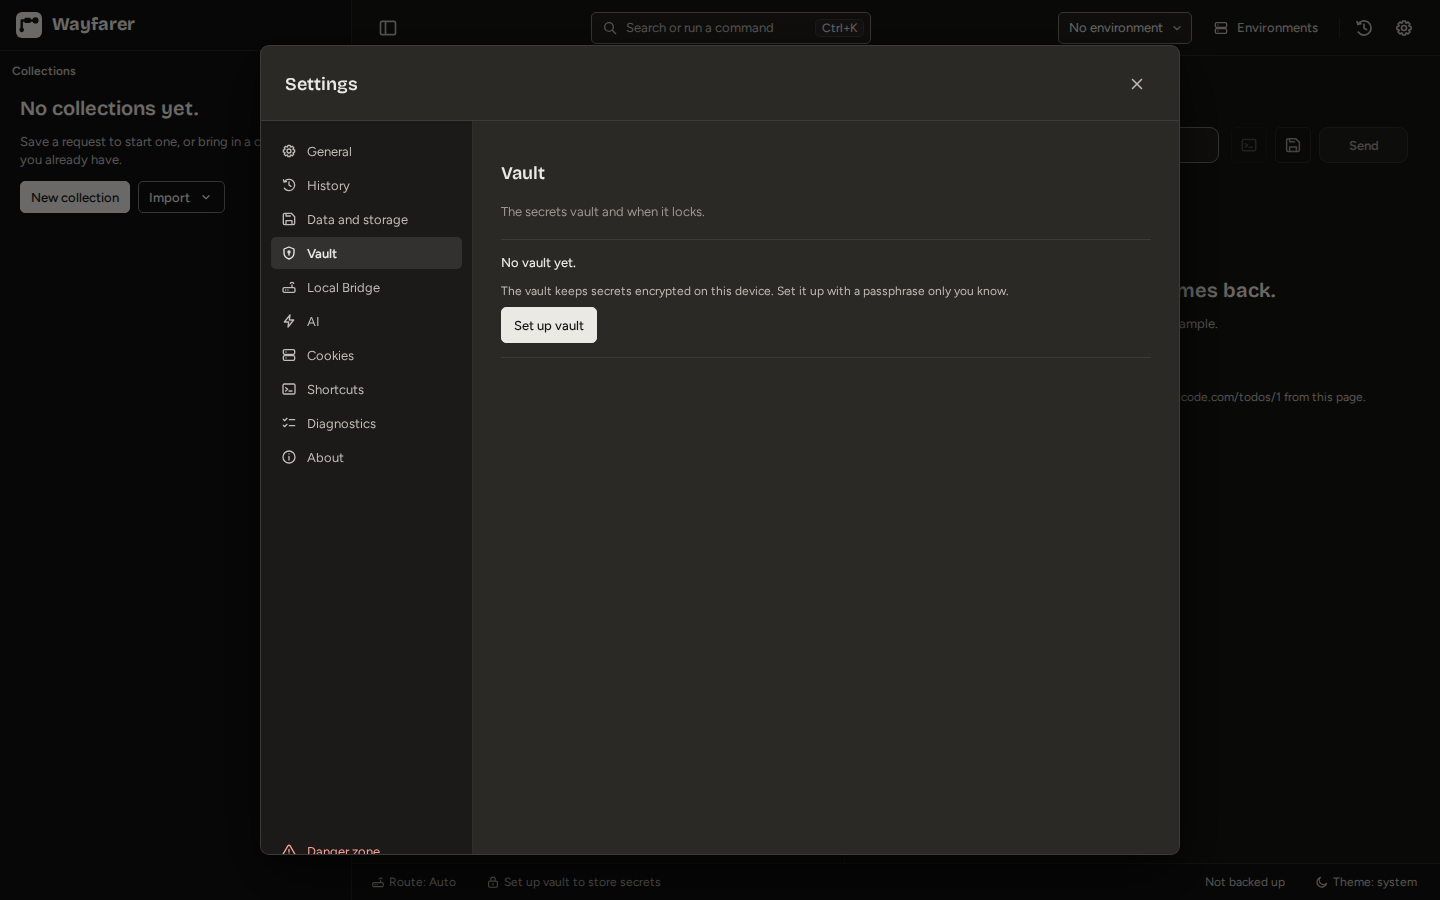 Wayfarer
Search or run a command
Ctrl+K
No environment
Environments
Collections
No collections yet.
Save a request to start one, or bring in a
you already have.
New collection
Import
Send
mes back.
ample.
code.com/todos/1 from this page.
Settings
General
History
Data and storage
Vault
Local Bridge
AI
Cookies
Shortcuts
Diagnostics
About
Danger zone
Vault
The secrets vault and when it locks.
No vault yet.
The vault keeps secrets encrypted on this device. Set it up with a passphrase only you know.
Set up vault
Route: Auto
Set up vault to store secrets
Not backed up
Theme: system